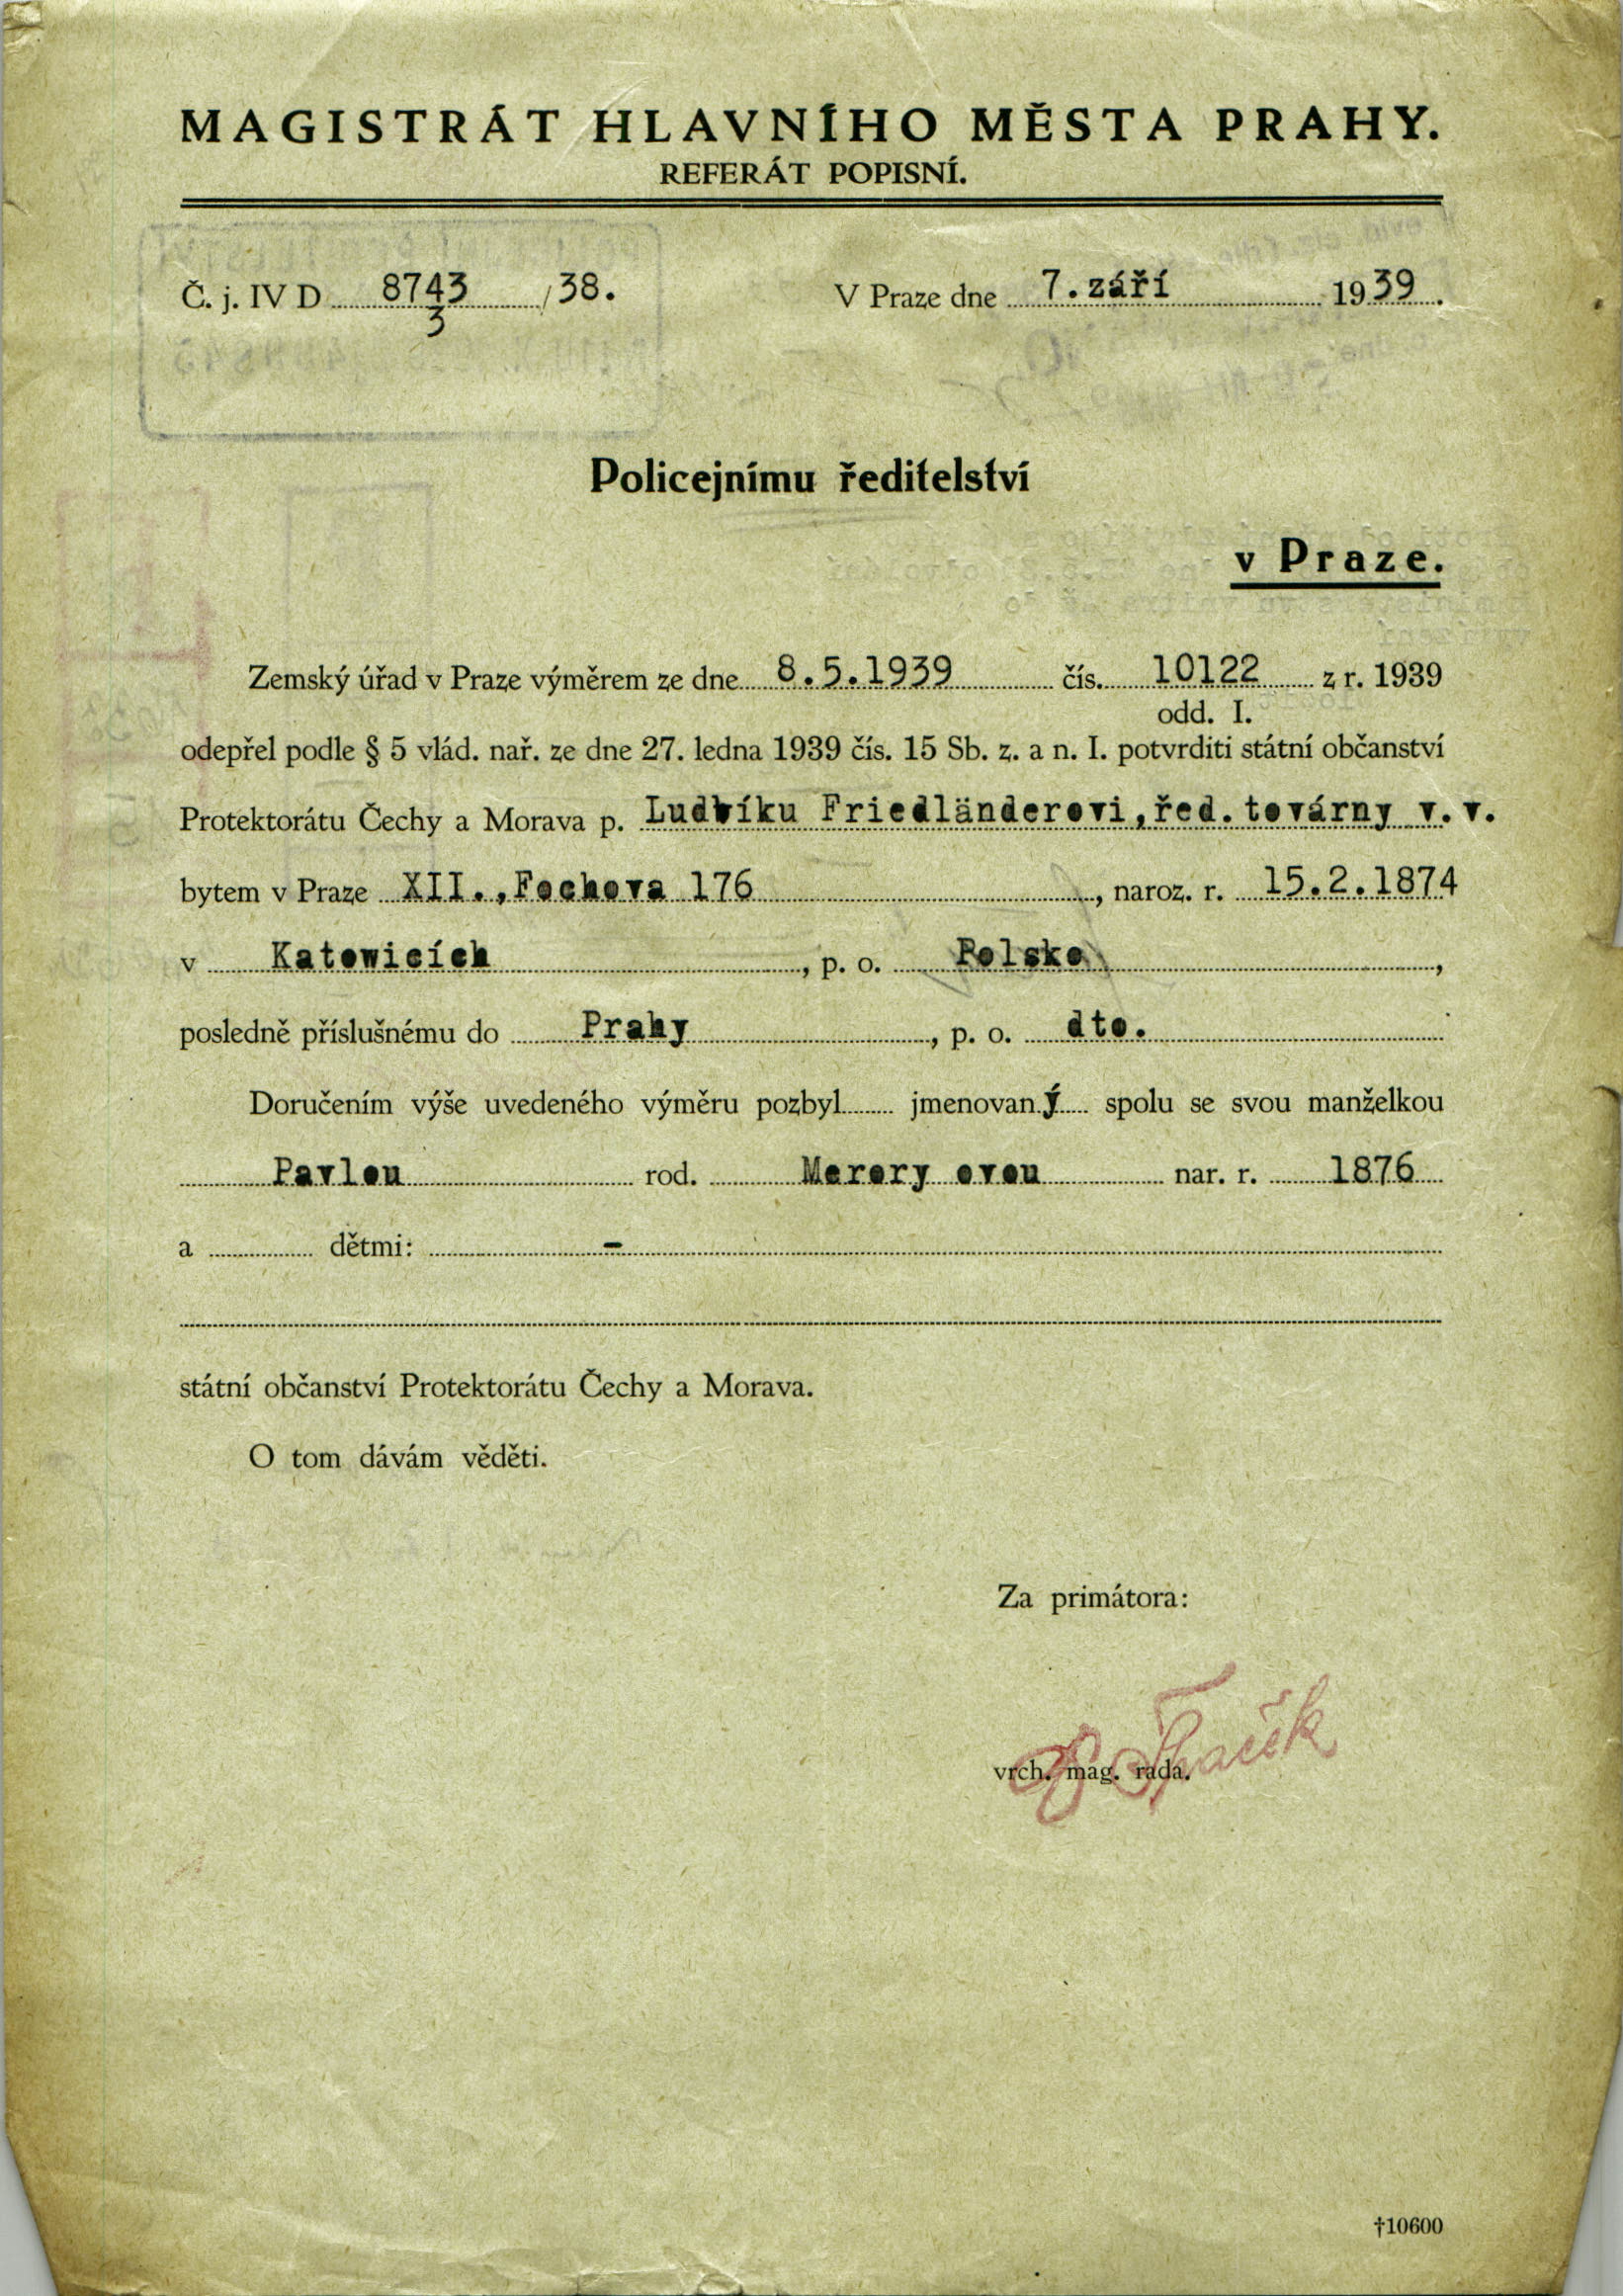 MAGISTRÁT HLAVNÍHO MĚSTA PRAHY.
REFERÁT POPISNÍ.
Č. j. IV D 8743/38. V Praze dne 7. září 1939.
3
Policejnímu ředitelství
v Praze.
Zemský úřad v Praze výměrem ze dne 8.5.1939 čís. 10122 z r. 1939
odd. I.
odepřel podle § 5 vlád. nař. ze dne 27. ledna 1939 čís. 15 Sb. z. a n. I. potvrditi státní občanství
Protektorátu Čechy a Morava p. Ludvíku Friedländerovi,řed.továrny v.v.
bytem v Praze XII.,Fochova 176, naroz. r. 15.2.1874
v Katowicích, p. o. Polsko,
posledně příslušnému do Prahy, p. o. dto.
Doručením výše uvedeného výměru pozbyl jmenovaný spolu se svou manželkou
Pavlou rod. Merory ovou nar. r. 1876
a dětmi: –
státní občanství Protektorátu Čechy a Morava.
O tom dávám věděti.
Za primátora:
vrch. mag. rada.
†10600